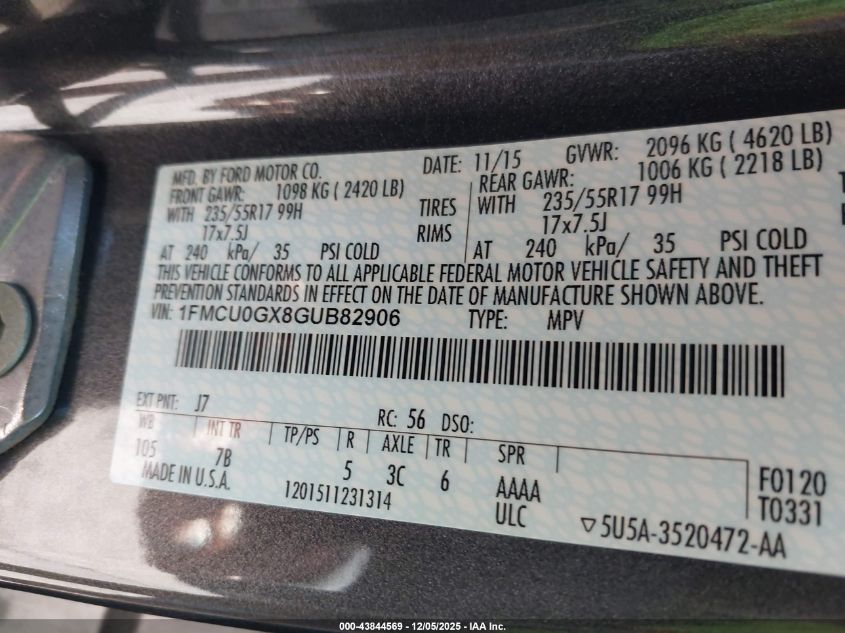 MFD. BY FORD MOTOR CO. DATE: 11/15 GVWR: 2096 KG ( 4620 LB)
FRONT GAWR: 1098 KG ( 2420 LB) REAR GAWR: 1006 KG ( 2218 LB)
WITH 235/55R17 99H TIRES WITH 235/55R17 99H
17x7.5J RIMS 17x7.5J
AT 240 kPa/ 35 PSI COLD AT 240 kPa/ 35 PSI COLD
THIS VEHICLE CONFORMS TO ALL APPLICABLE FEDERAL MOTOR VEHICLE SAFETY AND THEFT
PREVENTION STANDARDS IN EFFECT ON THE DATE OF MANUFACTURE SHOWN ABOVE.
VIN: 1FMCU0GX8GUB82906 TYPE: MPV
EXT PNT: J7 RC: 56 DSO:
WB INT TR TP/PS R AXLE TR SPR
105 7B 5 3C 6 AAAA F0120
MADE IN U.S.A. 1201511231314 ULC T0331
▽5U5A-3520472-AA
000-43844569 - 12/05/2025 - IAA Inc.